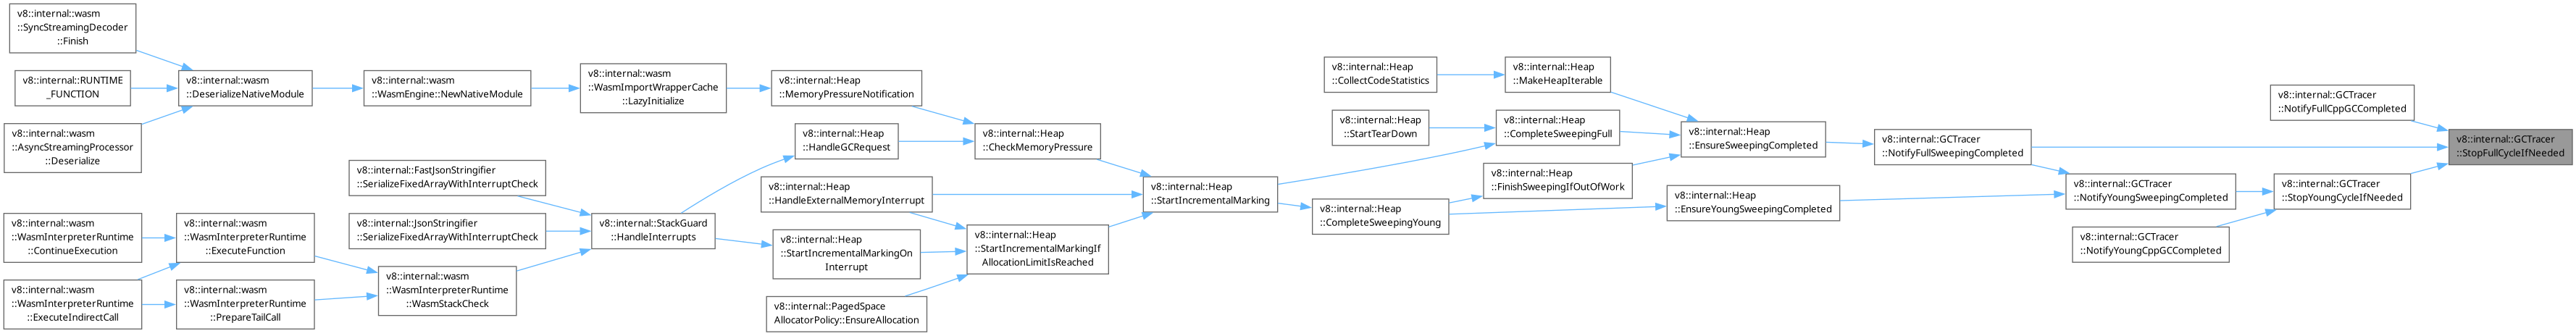 v8::internal::wasm
::SyncStreamingDecoder
::Finish
v8::internal::RUNTIME
_FUNCTION
v8::internal::wasm
::AsyncStreamingProcessor
::Deserialize
v8::internal::wasm
::DeserializeNativeModule
v8::internal::wasm
::WasmEngine::NewNativeModule
v8::internal::wasm
::WasmImportWrapperCache
::LazyInitialize
v8::internal::Heap
::MemoryPressureNotification
v8::internal::Heap
::HandleGCRequest
v8::internal::Heap
::CheckMemoryPressure
v8::internal::Heap
::HandleExternalMemoryInterrupt
v8::internal::Heap
::StartIncrementalMarking
v8::internal::FastJsonStringifier
::SerializeFixedArrayWithInterruptCheck
v8::internal::JsonStringifier
::SerializeFixedArrayWithInterruptCheck
v8::internal::StackGuard
::HandleInterrupts
v8::internal::Heap
::StartIncrementalMarkingOn
Interrupt
v8::internal::Heap
::StartIncrementalMarkingIf
AllocationLimitIsReached
v8::internal::PagedSpace
AllocatorPolicy::EnsureAllocation
v8::internal::wasm
::WasmInterpreterRuntime
::ContinueExecution
v8::internal::wasm
::WasmInterpreterRuntime
::ExecuteFunction
v8::internal::wasm
::WasmInterpreterRuntime
::ExecuteIndirectCall
v8::internal::wasm
::WasmInterpreterRuntime
::PrepareTailCall
v8::internal::wasm
::WasmInterpreterRuntime
::WasmStackCheck
v8::internal::Heap
::CollectCodeStatistics
v8::internal::Heap
::MakeHeapIterable
v8::internal::Heap
::StartTearDown
v8::internal::Heap
::CompleteSweepingFull
v8::internal::Heap
::FinishSweepingIfOutOfWork
v8::internal::Heap
::CompleteSweepingYoung
v8::internal::Heap
::EnsureSweepingCompleted
v8::internal::Heap
::EnsureYoungSweepingCompleted
v8::internal::GCTracer
::NotifyFullSweepingCompleted
v8::internal::GCTracer
::NotifyYoungSweepingCompleted
v8::internal::GCTracer
::NotifyYoungCppGCCompleted
v8::internal::GCTracer
::NotifyFullCppGCCompleted
v8::internal::GCTracer
::StopYoungCycleIfNeeded
v8::internal::GCTracer
::StopFullCycleIfNeeded